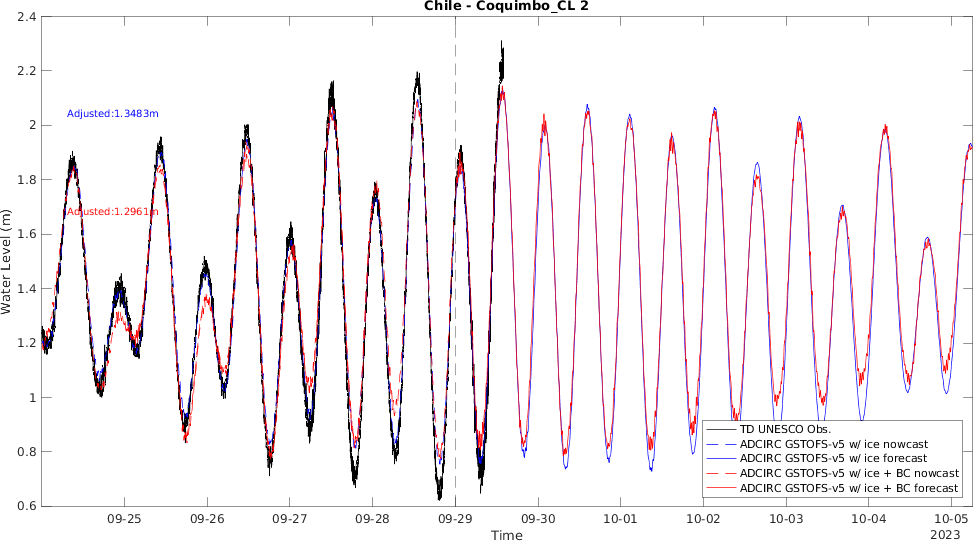 Chile - Coquimbo_CL 2
2.4
2.2
2
1.8
1.6
1.4
1.2
1
0.8
0.6
Water Level (m)
Adjusted:1.3483m
Adjusted:1.2961m
TD UNESCO Obs.
ADCIRC GSTOFS-v5 w/ ice nowcast
ADCIRC GSTOFS-v5 w/ ice forecast
ADCIRC GSTOFS-v5 w/ ice + BC nowcast
ADCIRC GSTOFS-v5 w/ ice + BC forecast
09-25 09-26 09-27 09-28 09-29 09-30 10-01 10-02 10-03 10-04 10-05
2023
Time